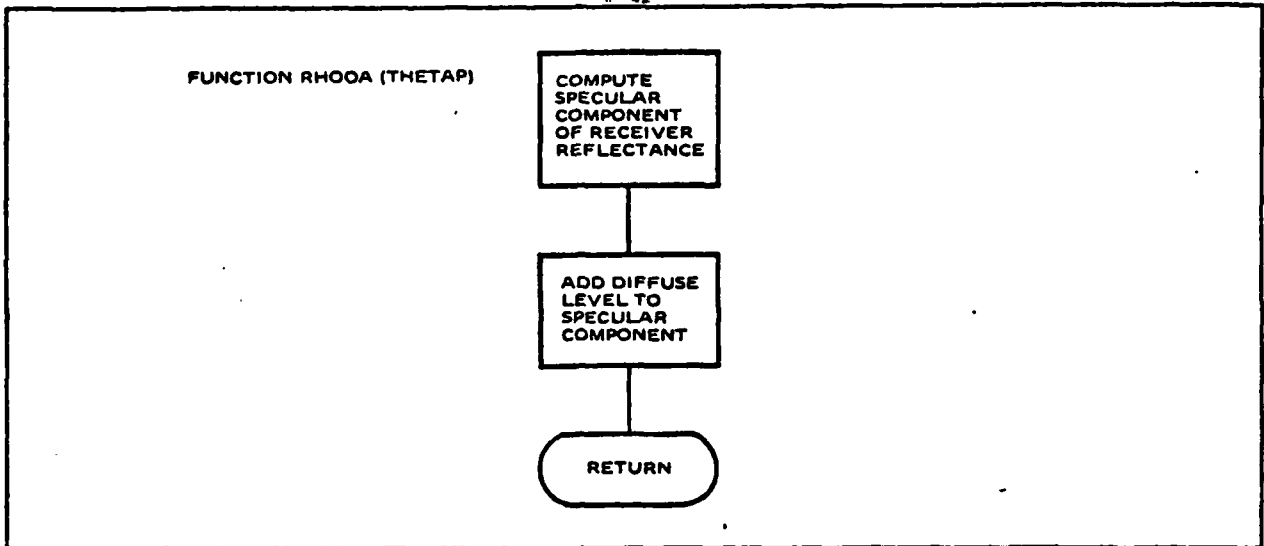 FUNCTION RHOOA (THETAP)
COMPUTE
SPECULAR
COMPONENT
OF RECEIVER
REFLECTANCE
ADD DIFFUSE
LEVEL TO
SPECULAR
COMPONENT
RETURN